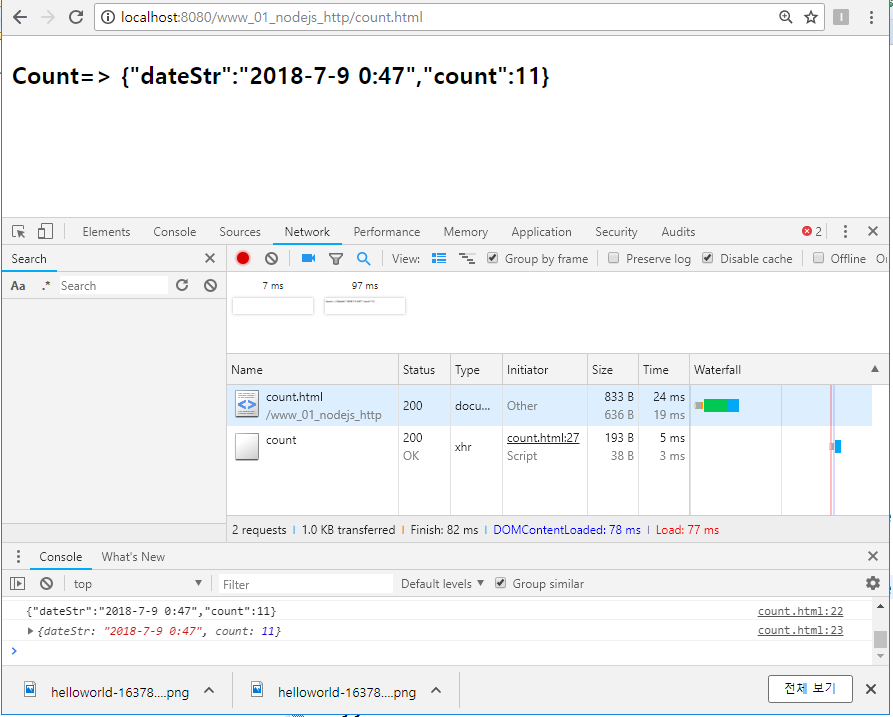 localhost:8080/www_01_nodejs_http/count.html
Count=> {"dateStr":"2018-7-9 0:47","count":11}
Elements Console Sources Network Performance Memory Application Security Audits 2
Search
View: Group by frame Preserve log Disable cache Offline
Aa .* Search
7 ms 97 ms
Name Status Type Initiator Size Time Waterfall
count.html 200 docu... Other 833 B 24 ms
/www_01_nodejs_http 636 B 19 ms
count 200 xhr count.html:27 193 B 5 ms
OK Script 38 B 3 ms
2 requests | 1.0 KB transferred | Finish: 82 ms | DOMContentLoaded: 78 ms | Load: 77 ms
Console What's New
top Filter Default levels Group similar
{"dateStr":"2018-7-9 0:47","count":11} count.html:22
{dateStr: "2018-7-9 0:47", count: 11} count.html:23
>
helloworld-16378....png helloworld-16378....png 전체 보기